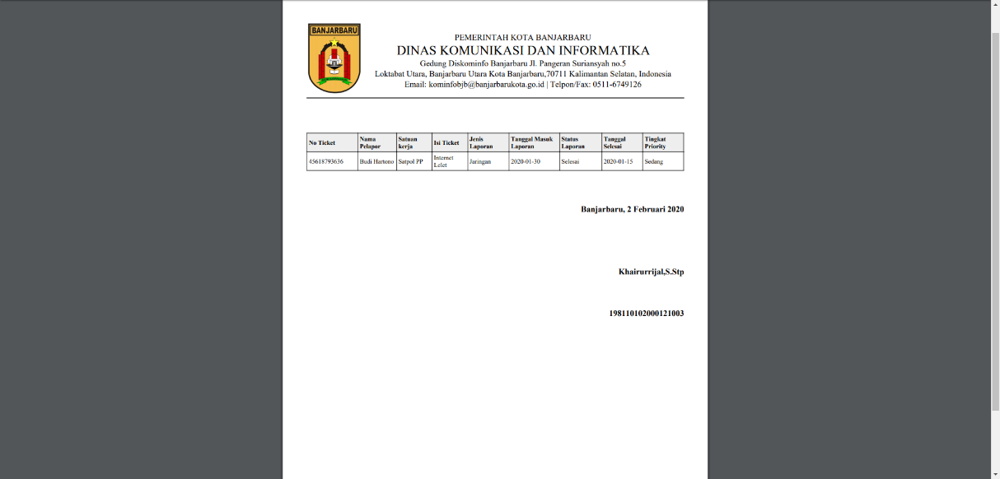 BANJARBARU
PEMERINTAH KOTA BANJARBARU
DINAS KOMUNIKASI DAN INFORMATIKA
Gedung Diskominfo Banjarbaru Jl. Pangeran Suriansyah no.5
Loktabat Utara, Banjarbaru Utara Kota Banjarbaru,70711 Kalimantan Selatan, Indonesia
Email: kominfobjb@banjarbarukota.go.id | Telpon/Fax: 0511-6749126
No Ticket
Nama
Pelapor
Satuan
kerja
Isi Ticket
Jenis
Laporan
Tanggal Masuk
Laporan
Status
Laporan
Tanggal
Selesai
Tingkat
Priority
45618793636
Budi Hartono
Satpol PP
Internet
Lelet
Jaringan
2020-01-30
Selesai
2020-01-15
Sedang
Banjarbaru, 2 Februari 2020
Khairurrijal,S.Stp
198110102000121003